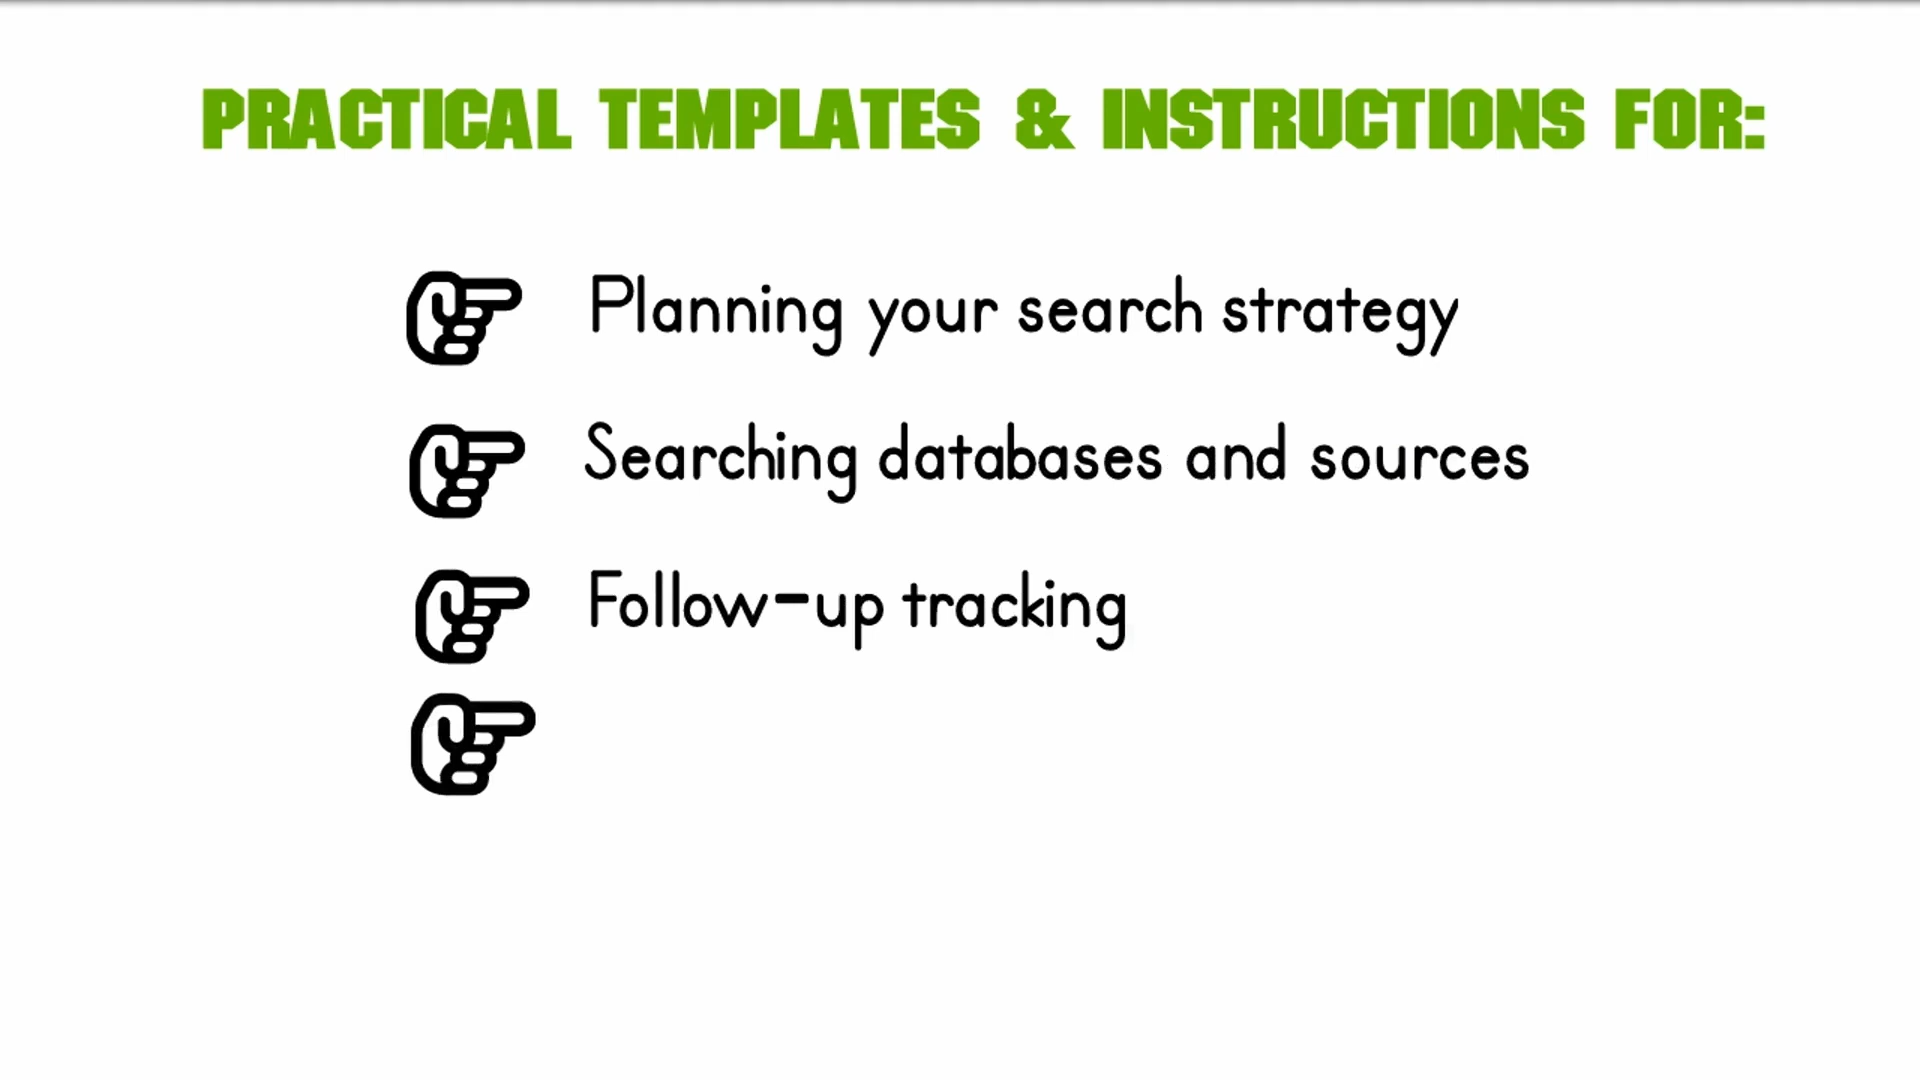 PRACTICAL TEMPLATES & INSTRUCTIONS FOR:
Planning your search strategy
Searching databases and sources
Follow-up tracking